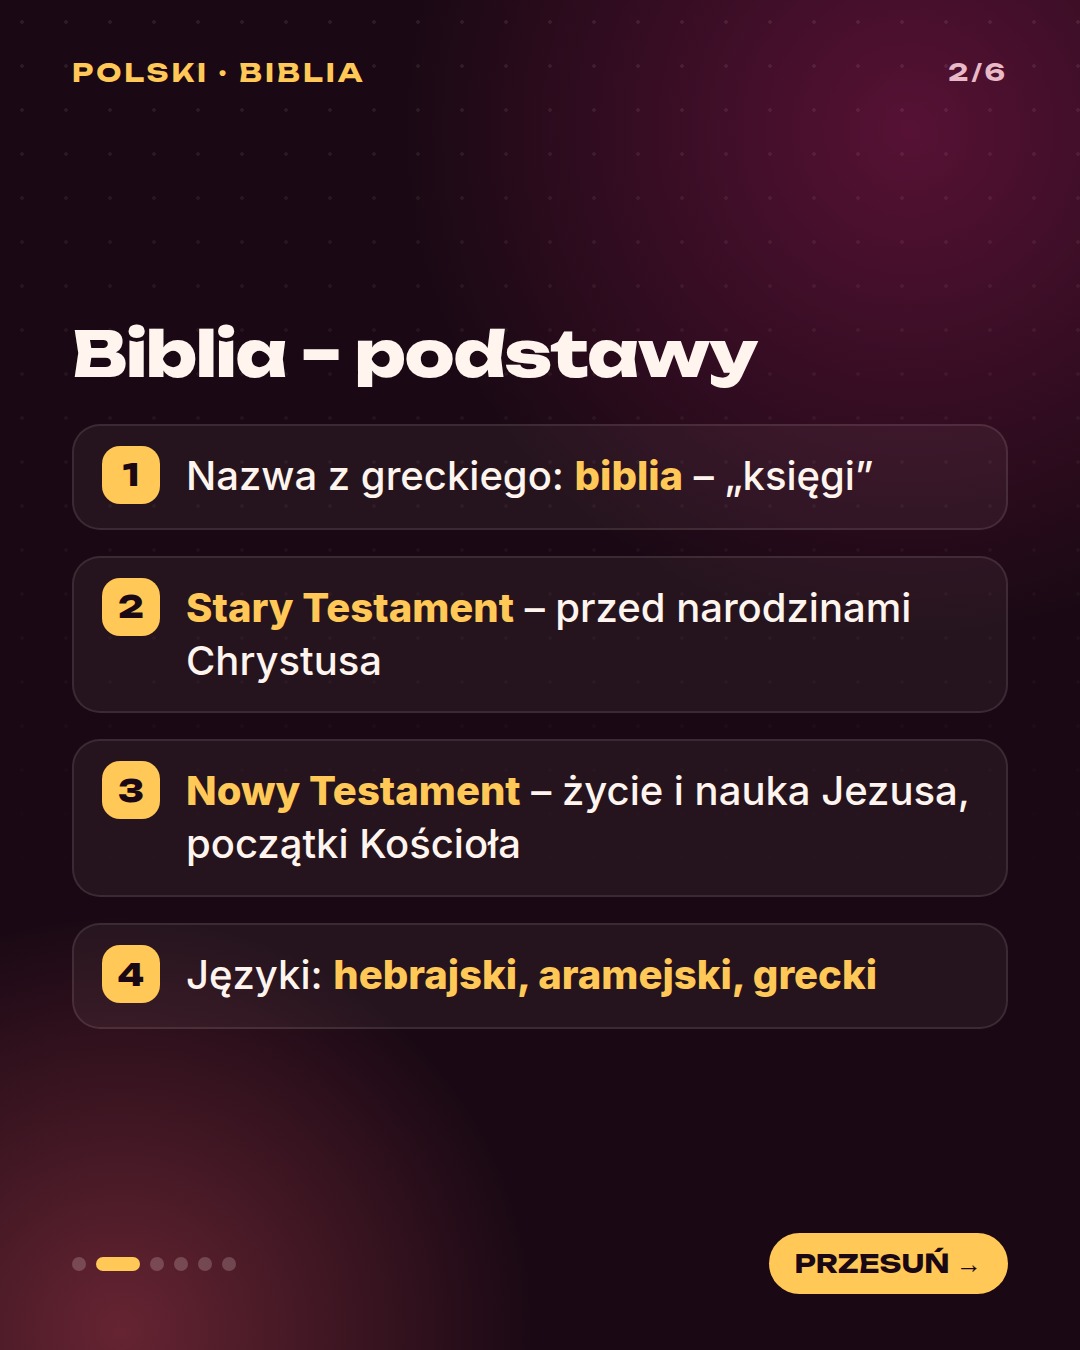 POLSKI · BIBLIA
2/6
Biblia – podstawy
1 Nazwa z greckiego: biblia – „księgi”
2 Stary Testament – przed narodzinami
Chrystusa
3 Nowy Testament – życie i nauka Jezusa,
początki Kościoła
4 Języki: hebrajski, aramejski, grecki
PRZESUŃ →